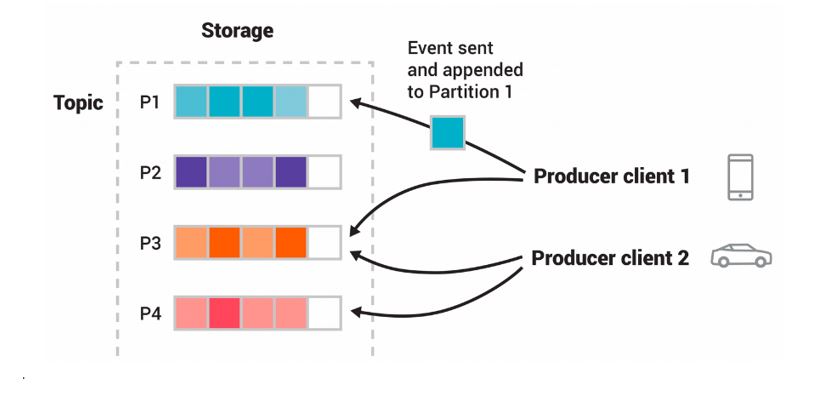 Storage
Event sent
and appended
to Partition 1
Topic
P1
P2
Producer client 1
P3
Producer client 2
P4
.